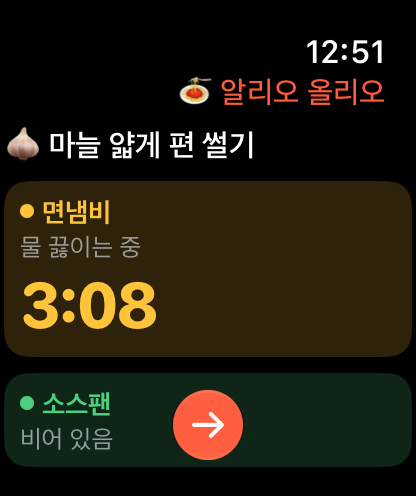 12:51
🍝 알리오 올리오
🧄 마늘 얇게 편 썰기
면냄비
물 끓이는 중
3:08
소스팬
비어 있음